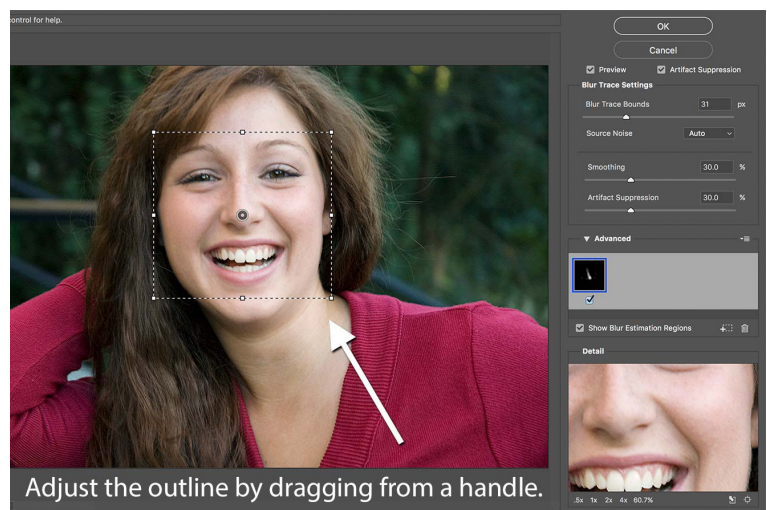 control for help.
OK
Cancel
Preview
Artifact Suppression
Blur Trace Settings
Blur Trace Bounds 31 px
Source Noise Auto
Smoothing 30.0 %
Artifact Suppression 30.0 %
Advanced
Show Blur Estimation Regions
Detail
.5x 1x 2x 4x 60.7%
Adjust the outline by dragging from a handle.